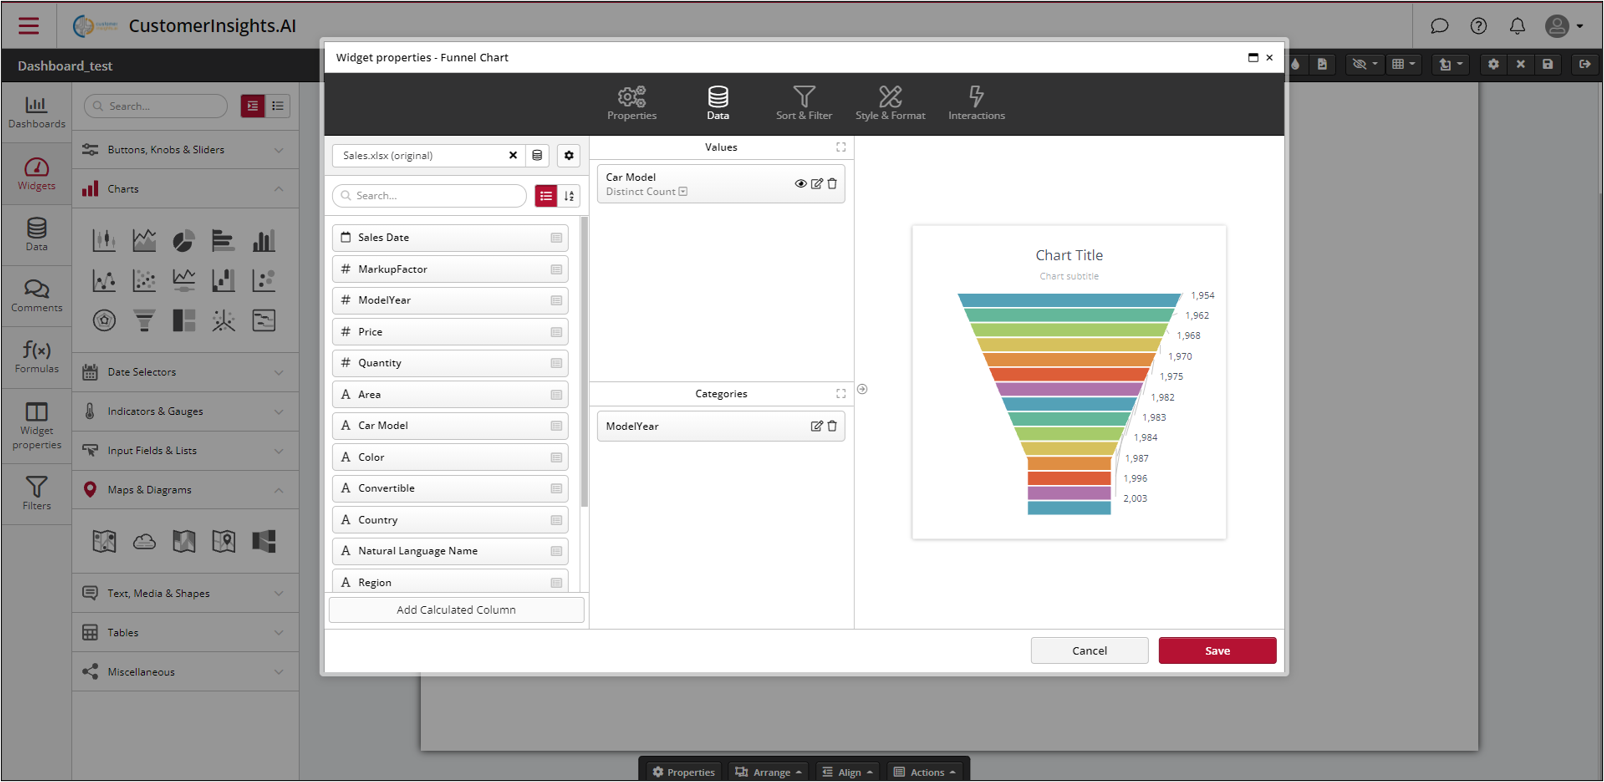 CustomerInsights.AI
Dashboard_test
Dashboards
Widgets
Data
Comments
f(x)
Formulas
Widget
properties
Filters
Search...
Buttons, Knobs & Sliders
Charts
Date Selectors
Indicators & Gauges
Input Fields & Lists
Maps & Diagrams
Text, Media & Shapes
Tables
Miscellaneous
Widget properties - Funnel Chart
Properties
Data
Sort & Filter
Style & Format
Interactions
Sales.xlsx (original)
Search...
Sales Date
# MarkupFactor
# ModelYear
# Price
# Quantity
A Area
A Car Model
A Color
A Convertible
A Country
A Natural Language Name
A Region
Add Calculated Column
Values
Car Model
Distinct Count
Categories
ModelYear
Chart Title
Chart subtitle
1,954
1,962
1,968
1,970
1,975
1,982
1,983
1,984
1,987
1,996
2,003
Cancel
Save
Properties
Arrange
Align
Actions